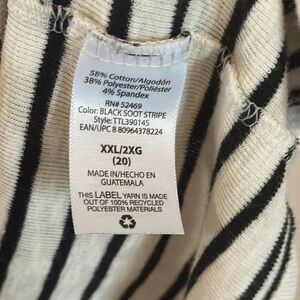 58% Cotton/Algodón
38% Polyester/Poliéster
4% Spandex
RN# 52469
Color: BLACK SOOT STRIPE
Style: TTL390145
EAN/UPC 8 80964378224
XXL/2XG
(20)
MADE IN/HECHO EN
GUATEMALA
THIS LABEL YARN IS MADE
OUT OF 100% RECYCLED
POLYESTER MATERIALS